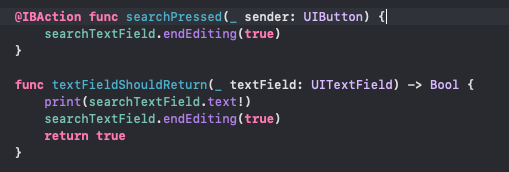 @IBAction func searchPressed(_ sender: UIButton) {
    searchTextField.endEditing(true)
}

func textFieldShouldReturn(_ textField: UITextField) -> Bool {
    print(searchTextField.text!)
    searchTextField.endEditing(true)
    return true
}